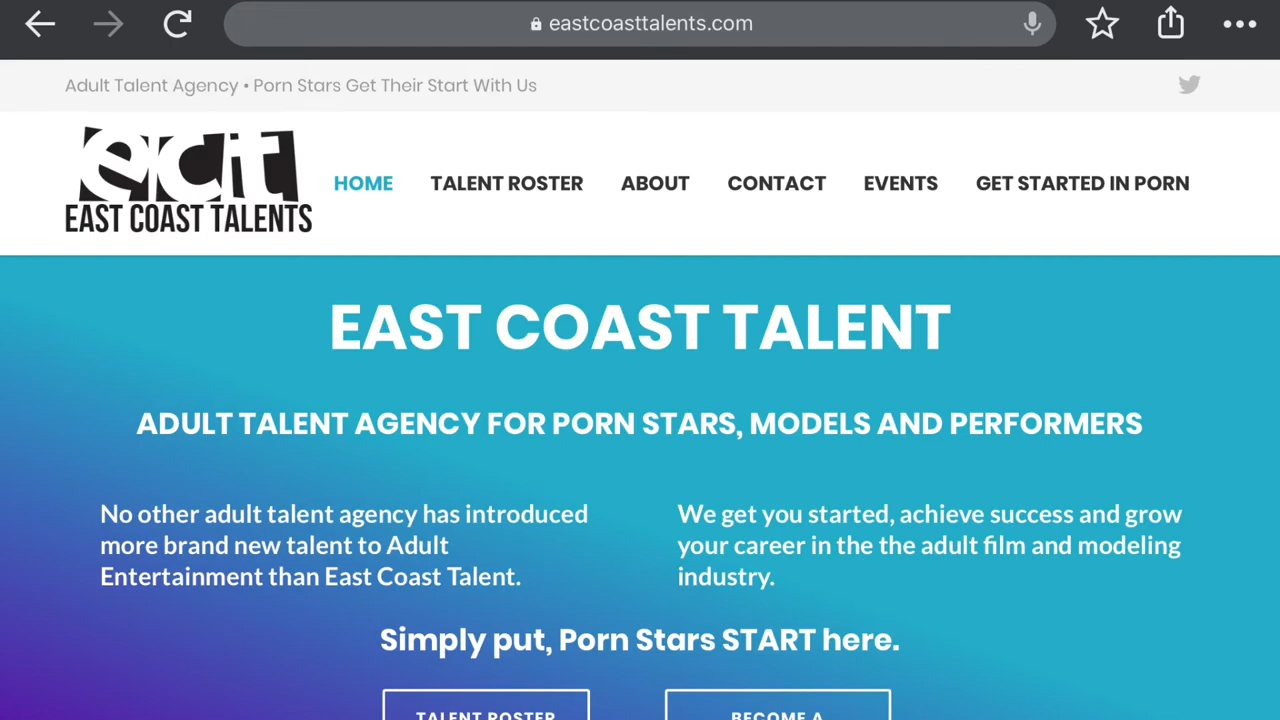 eastcoasttalents.com
Adult Talent Agency • Porn Stars Get Their Start With Us
ect
EAST COAST TALENTS
HOME TALENT ROSTER ABOUT CONTACT EVENTS GET STARTED IN PORN
EAST COAST TALENT
ADULT TALENT AGENCY FOR PORN STARS, MODELS AND PERFORMERS
No other adult talent agency has introduced
more brand new talent to Adult
Entertainment than East Coast Talent.
We get you started, achieve success and grow
your career in the the adult film and modeling
industry.
Simply put, Porn Stars START here.
TALENT ROSTER
BECOME A